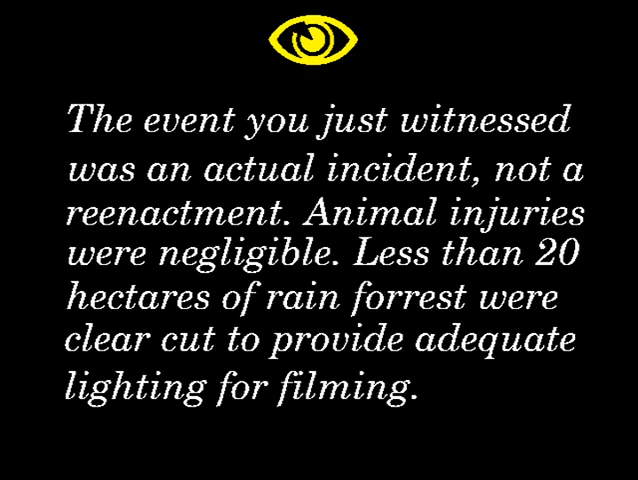 The event you just witnessed
was an actual incident, not a
reenactment. Animal injuries
were negligible. Less than 20
hectares of rain forrest were
clear cut to provide adequate
lighting for filming.